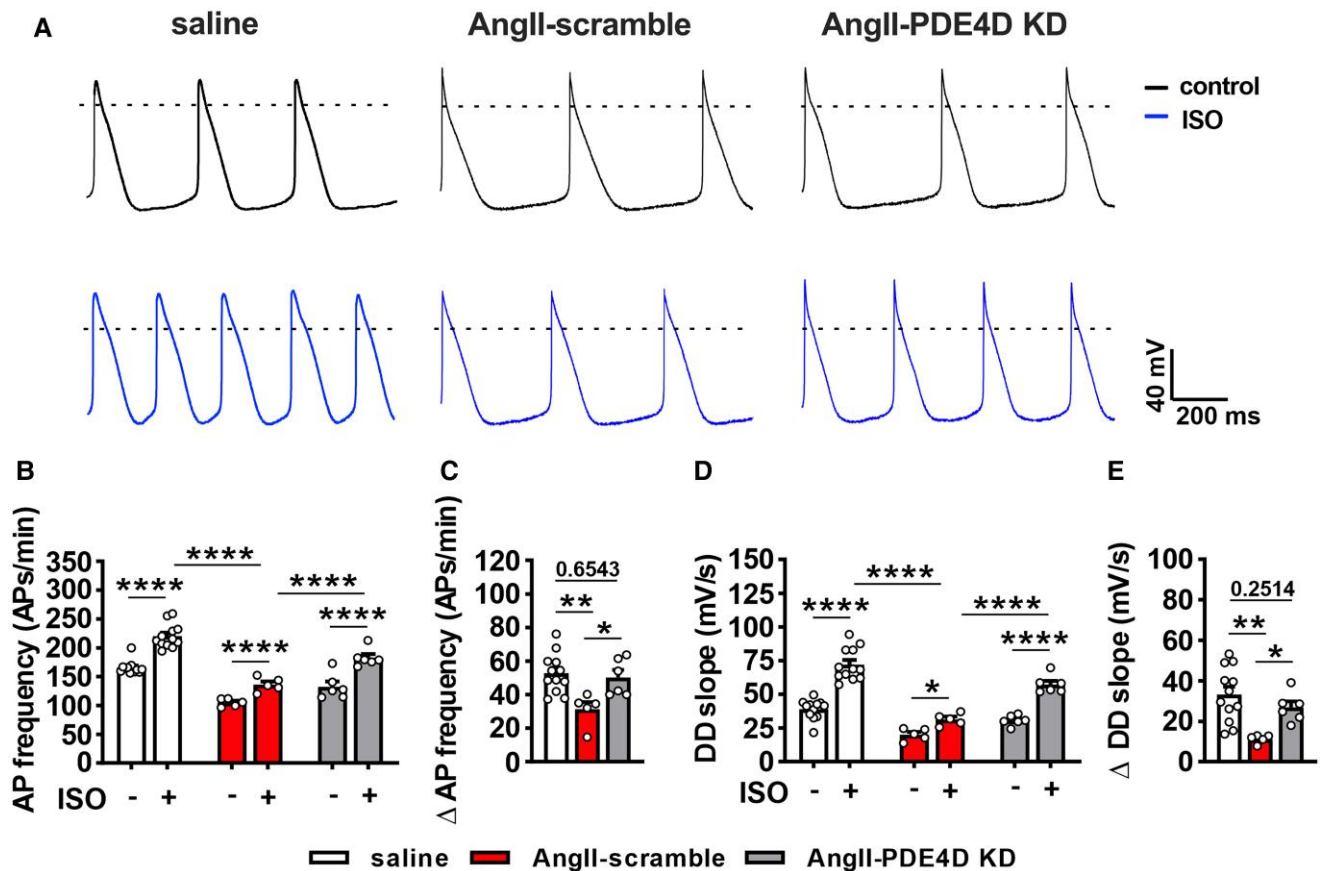 A
saline
AngII-scramble
AngII-PDE4D KD
control
ISO
40 mV
200 ms
B
AP frequency (APs/min)
350
300
250
200
150
100
50
0
****
****
****
****
****
ISO
- + - + - +
C
△ AP frequency (APs/min)
120
100
80
60
40
20
0
0.6543
**
*
D
DD slope (mV/s)
150
125
100
75
50
25
0
****
****
*
****
****
ISO
- + - + - +
E
△ DD slope (mV/s)
100
80
60
40
20
0
0.2514
**
*
saline AngII-scramble AngII-PDE4D KD